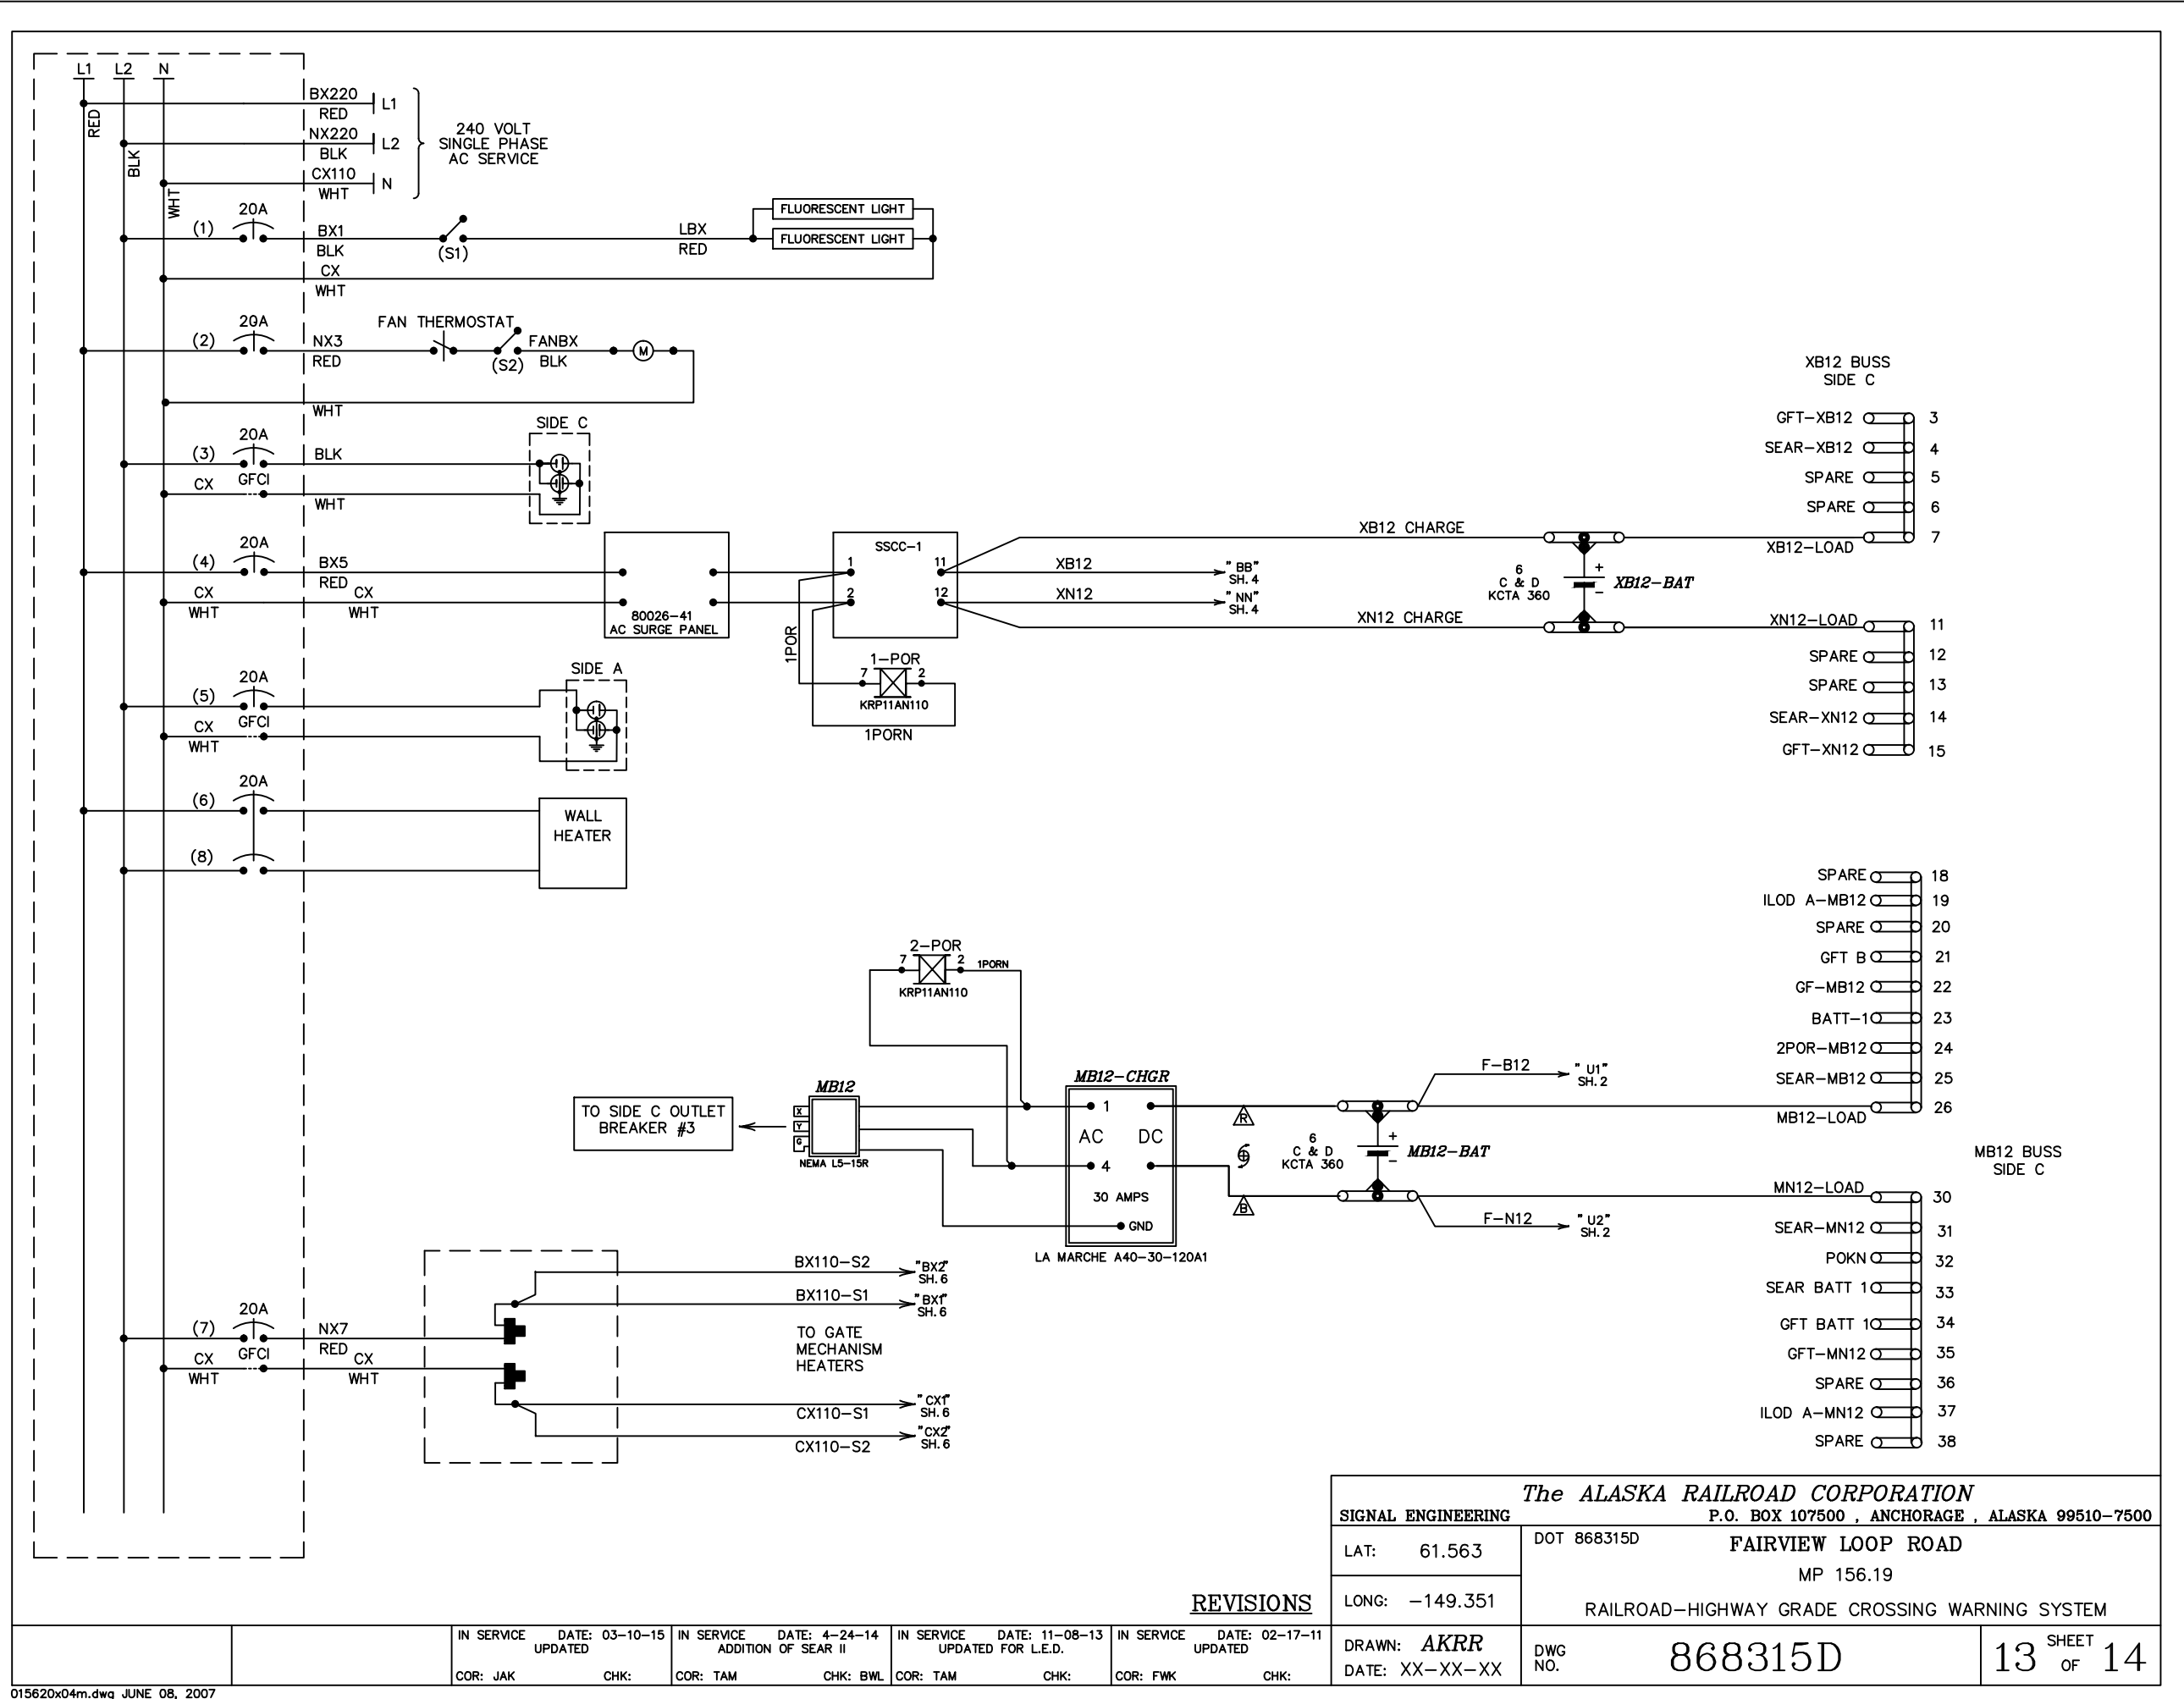 L1 L2 N
RED
BLK
WHT
BX220
RED
L1
NX220
BLK
L2
CX110
WHT
N
240 VOLT
SINGLE PHASE
AC SERVICE
(1)
20A
BX1
BLK
(S1)
LBX
RED
FLUORESCENT LIGHT
FLUORESCENT LIGHT
CX
WHT
(2)
20A
NX3
RED
FAN THERMOSTAT
(S2)
FANBX
BLK
M
WHT
(3)
20A
GFCI
BLK
CX
WHT
SIDE C
(4)
20A
BX5
RED
CX
WHT
CX
WHT
80026-41
AC SURGE PANEL
SSCC-1
1
2
11
12
1POR
1-POR
7 2
KRP11AN110
1PORN
XB12 CHARGE
XB12
"BB"
SH.4
XN12
"NN"
SH.4
XN12 CHARGE
6
C & D
KCTA 360
+
-
XB12-BAT
XB12 BUSS
SIDE C
GFT-XB12 3
SEAR-XB12 4
SPARE 5
SPARE 6
XB12-LOAD 7
XN12-LOAD 11
SPARE 12
SPARE 13
SEAR-XN12 14
GFT-XN12 15
(5)
20A
GFCI
CX
WHT
SIDE A
(6)
20A
(8)
WALL
HEATER
2-POR
7 2
1PORN
KRP11AN110
TO SIDE C OUTLET
BREAKER #3
MB12
X
Y
G
NEMA L5-15R
MB12-CHGR
1
AC DC
4
30 AMPS
GND
LA MARCHE A40-30-120A1
R
B
6
C & D
KCTA 360
+
-
MB12-BAT
F-B12
"U1"
SH.2
F-N12
"U2"
SH.2
SPARE 18
ILOD A-MB12 19
SPARE 20
GFT B 21
GF-MB12 22
BATT-1 23
2POR-MB12 24
SEAR-MB12 25
MB12-LOAD 26
MB12 BUSS
SIDE C
MN12-LOAD 30
SEAR-MN12 31
POKN 32
SEAR BATT 1 33
GFT BATT 1 34
GFT-MN12 35
SPARE 36
ILOD A-MN12 37
SPARE 38
(7)
20A
GFCI
NX7
RED
CX
WHT
CX
WHT
BX110-S2
"BX2"
SH.6
BX110-S1
"BX1"
SH.6
TO GATE
MECHANISM
HEATERS
CX110-S1
"CX1"
SH.6
CX110-S2
"CX2"
SH.6
The ALASKA RAILROAD CORPORATION
SIGNAL ENGINEERING P.O. BOX 107500 , ANCHORAGE , ALASKA 99510-7500
LAT: 61.563
LONG: -149.351
DOT 868315D
FAIRVIEW LOOP ROAD
MP 156.19
RAILROAD-HIGHWAY GRADE CROSSING WARNING SYSTEM
REVISIONS
IN SERVICE DATE: 03-10-15
UPDATED
COR: JAK CHK:
IN SERVICE DATE: 4-24-14
ADDITION OF SEAR II
COR: TAM CHK: BWL
IN SERVICE DATE: 11-08-13
UPDATED FOR L.E.D.
COR: TAM CHK:
IN SERVICE DATE: 02-17-11
UPDATED
COR: FWK CHK:
DRAWN: AKRR
DATE: XX-XX-XX
DWG
NO. 868315D
13 SHEET OF 14
015620x04m.dwg JUNE 08, 2007